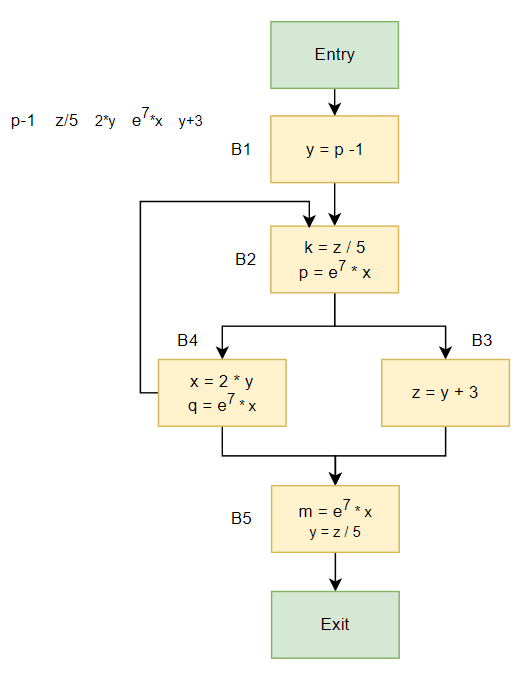 Entry
p-1 z/5 2*y e^7*x y+3
B1
y = p -1
B2
k = z / 5
p = e^7 * x
B4
B3
x = 2 * y
q = e^7 * x
z = y + 3
B5
m = e^7 * x
y = z / 5
Exit